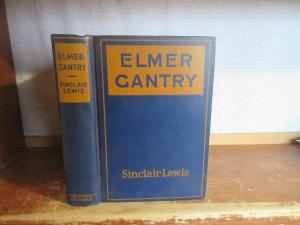 ELMER
GANTRY
SINCLAIR
LEWIS
ELMER
GANTRY
Sinclair Lewis